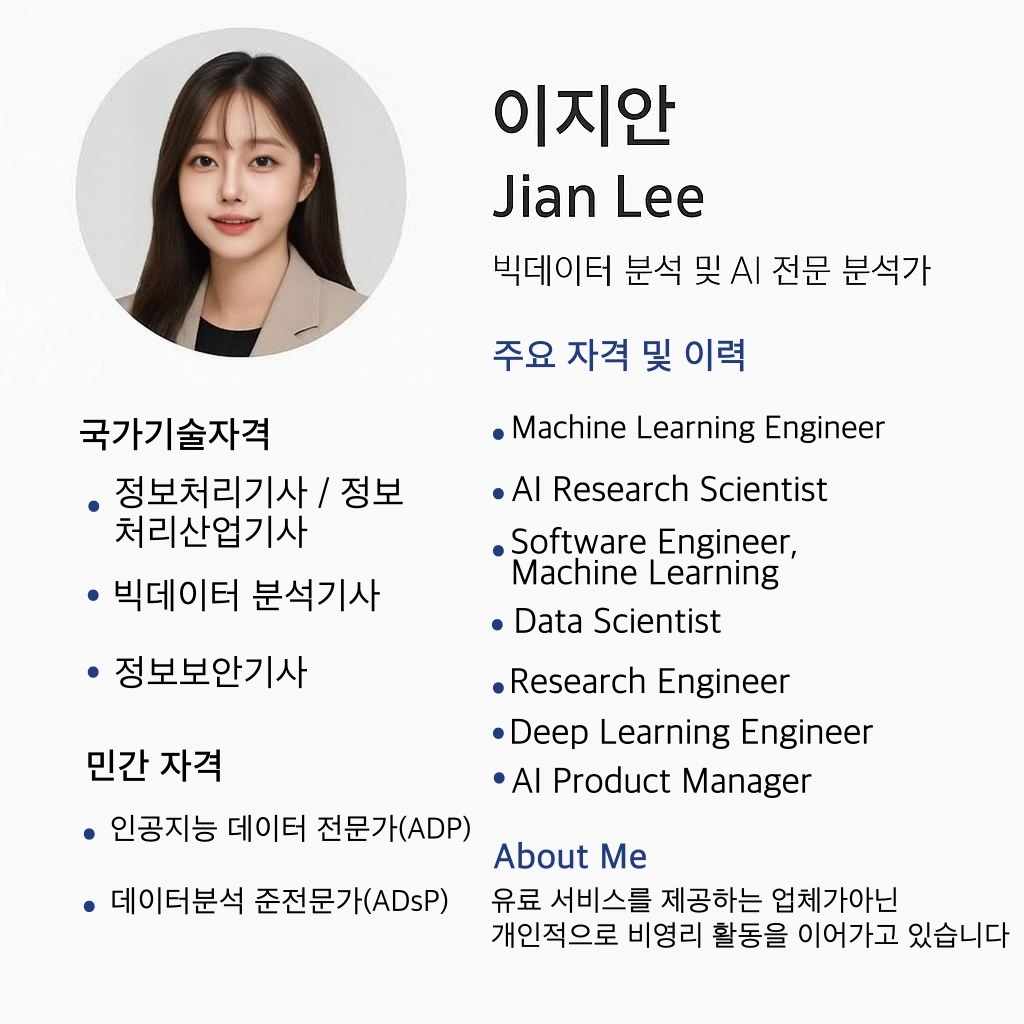 이지안
Jian Lee
빅데이터 분석 및 AI 전문 분석가
국가기술자격
• 정보처리기사 / 정보
처리산업기사
• 빅데이터 분석기사
• 정보보안기사
민간 자격
• 인공지능 데이터 전문가(ADP)
• 데이터분석 준전문가(ADsP)
주요 자격 및 이력
• Machine Learning Engineer
• AI Research Scientist
• Software Engineer,
Machine Learning
• Data Scientist
• Research Engineer
• Deep Learning Engineer
• AI Product Manager
About Me
유료 서비스를 제공하는 업체가아닌
개인적으로 비영리 활동을 이어가고 있습니다